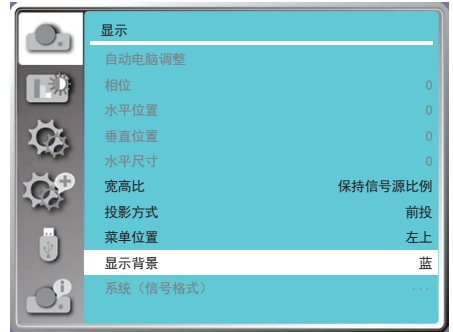 显示
自动电脑调整
相位 0
水平位置 0
垂直位置 0
水平尺寸 0
宽高比 保持信号源比例
投影方式 前投
菜单位置 左上
显示背景 蓝
系统（信号格式） ···